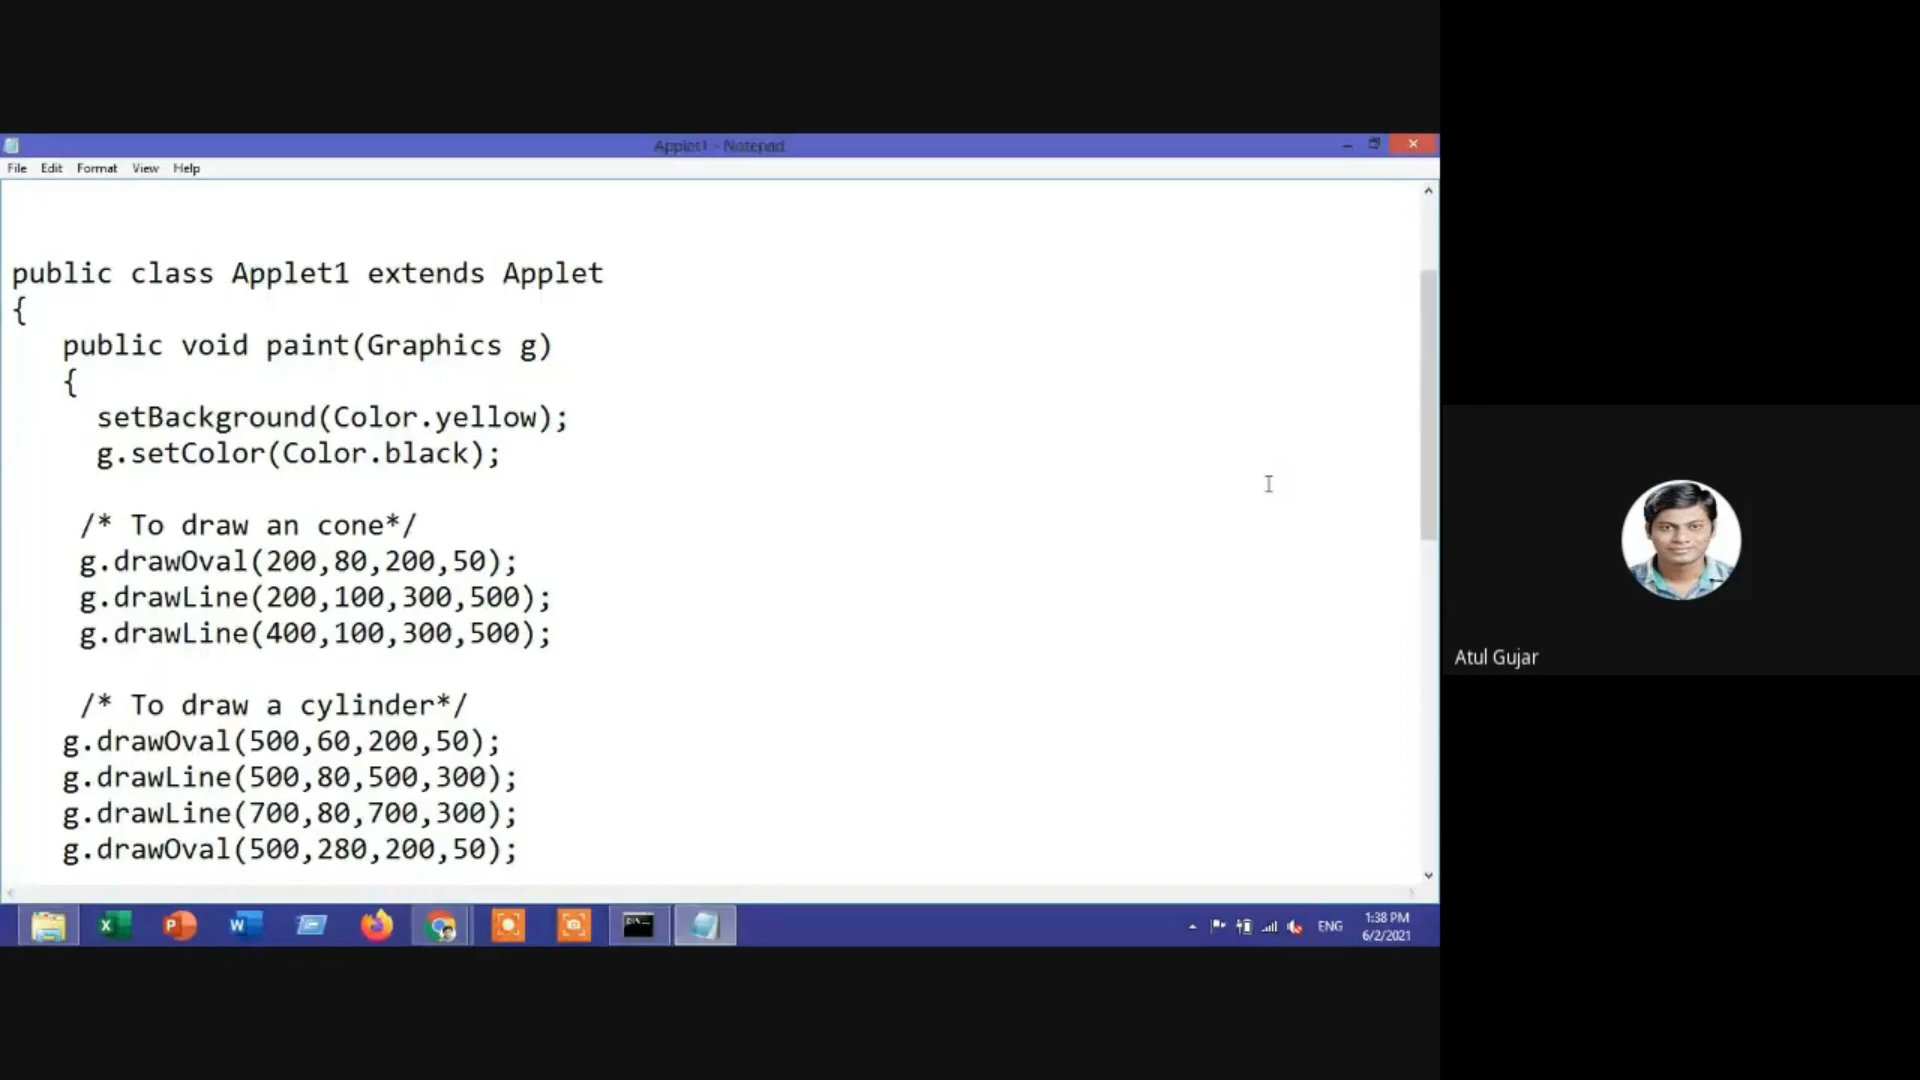 Applet1 - Notepad
File Edit Format View Help
public class Applet1 extends Applet
{
public void paint(Graphics g)
{
setBackground(Color.yellow);
g.setColor(Color.black);
/* To draw an cone*/
g.drawOval(200,80,200,50);
g.drawLine(200,100,300,500);
g.drawLine(400,100,300,500);
/* To draw a cylinder*/
g.drawOval(500,60,200,50);
g.drawLine(500,80,500,300);
g.drawLine(700,80,700,300);
g.drawOval(500,280,200,50);
Atul Gujar
ENG
1:38 PM
6/2/2021